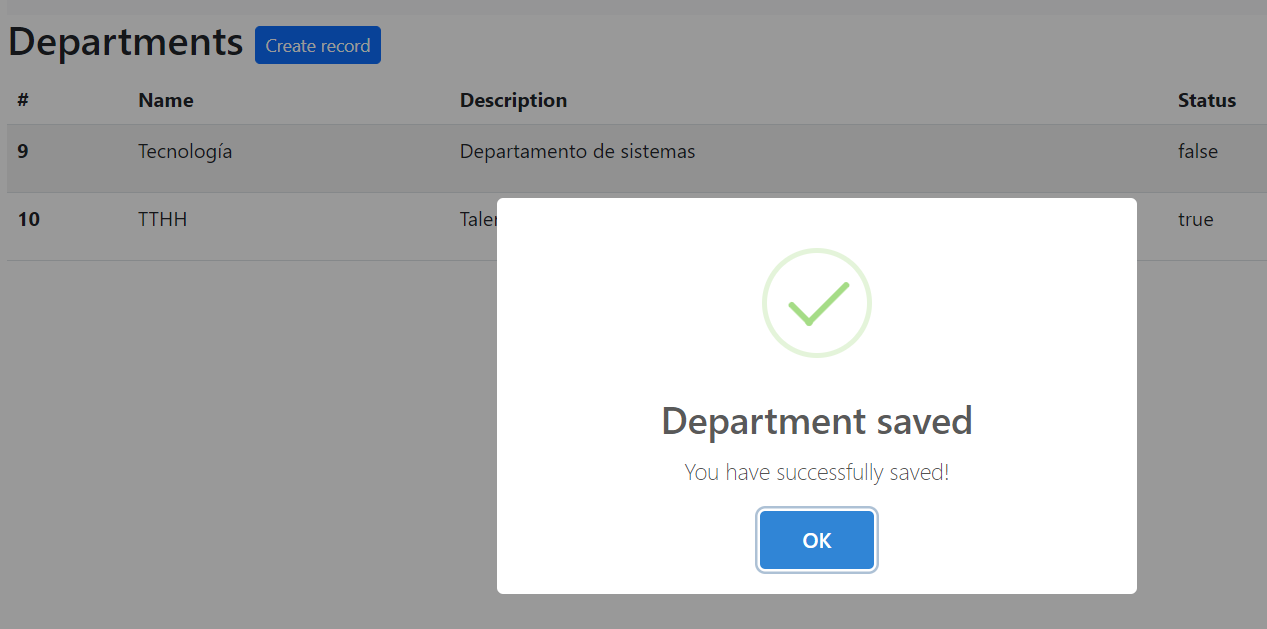 Departments Create record
# Name Description Status
9 Tecnología Departamento de sistemas false
10 TTHH true
Department saved
You have successfully saved!
OK